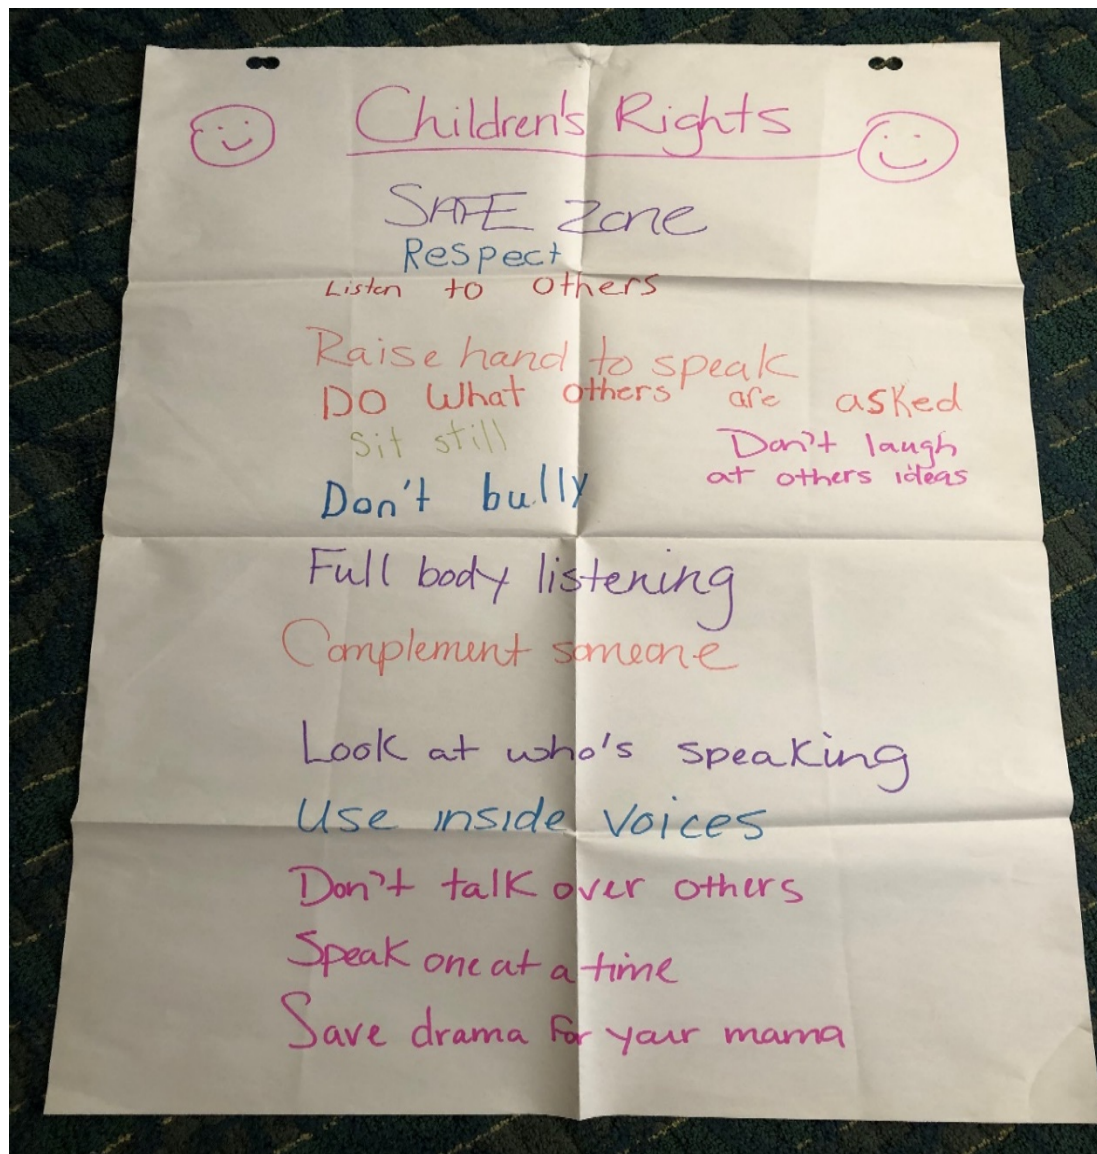 Children's Rights
SAFE Zone
Respect
Listen to others
Raise hand to speak
DO What others are asked
Sit still
Don't laugh
at others ideas
Don't bully
Full body listening
Complement someone
Look at who's speaking
Use inside voices
Don't talk over others
Speak one at a time
Save drama for your mama